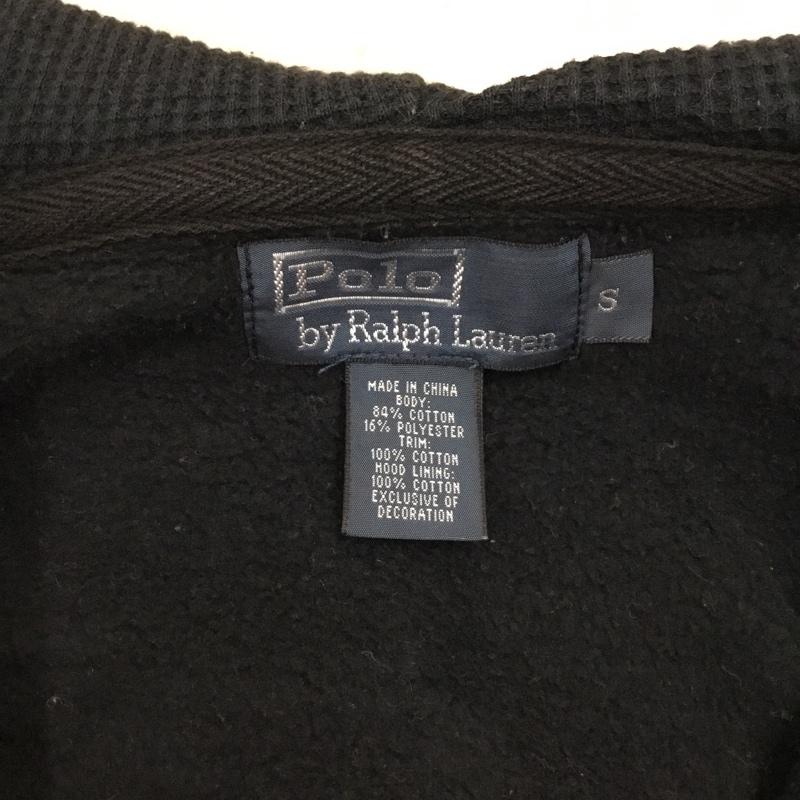 Polo
by Ralph Lauren
S
MADE IN CHINA
BODY:
84% COTTON
16% POLYESTER
TRIM:
100% COTTON
HOOD LINING:
100% COTTON
EXCLUSIVE OF
DECORATION